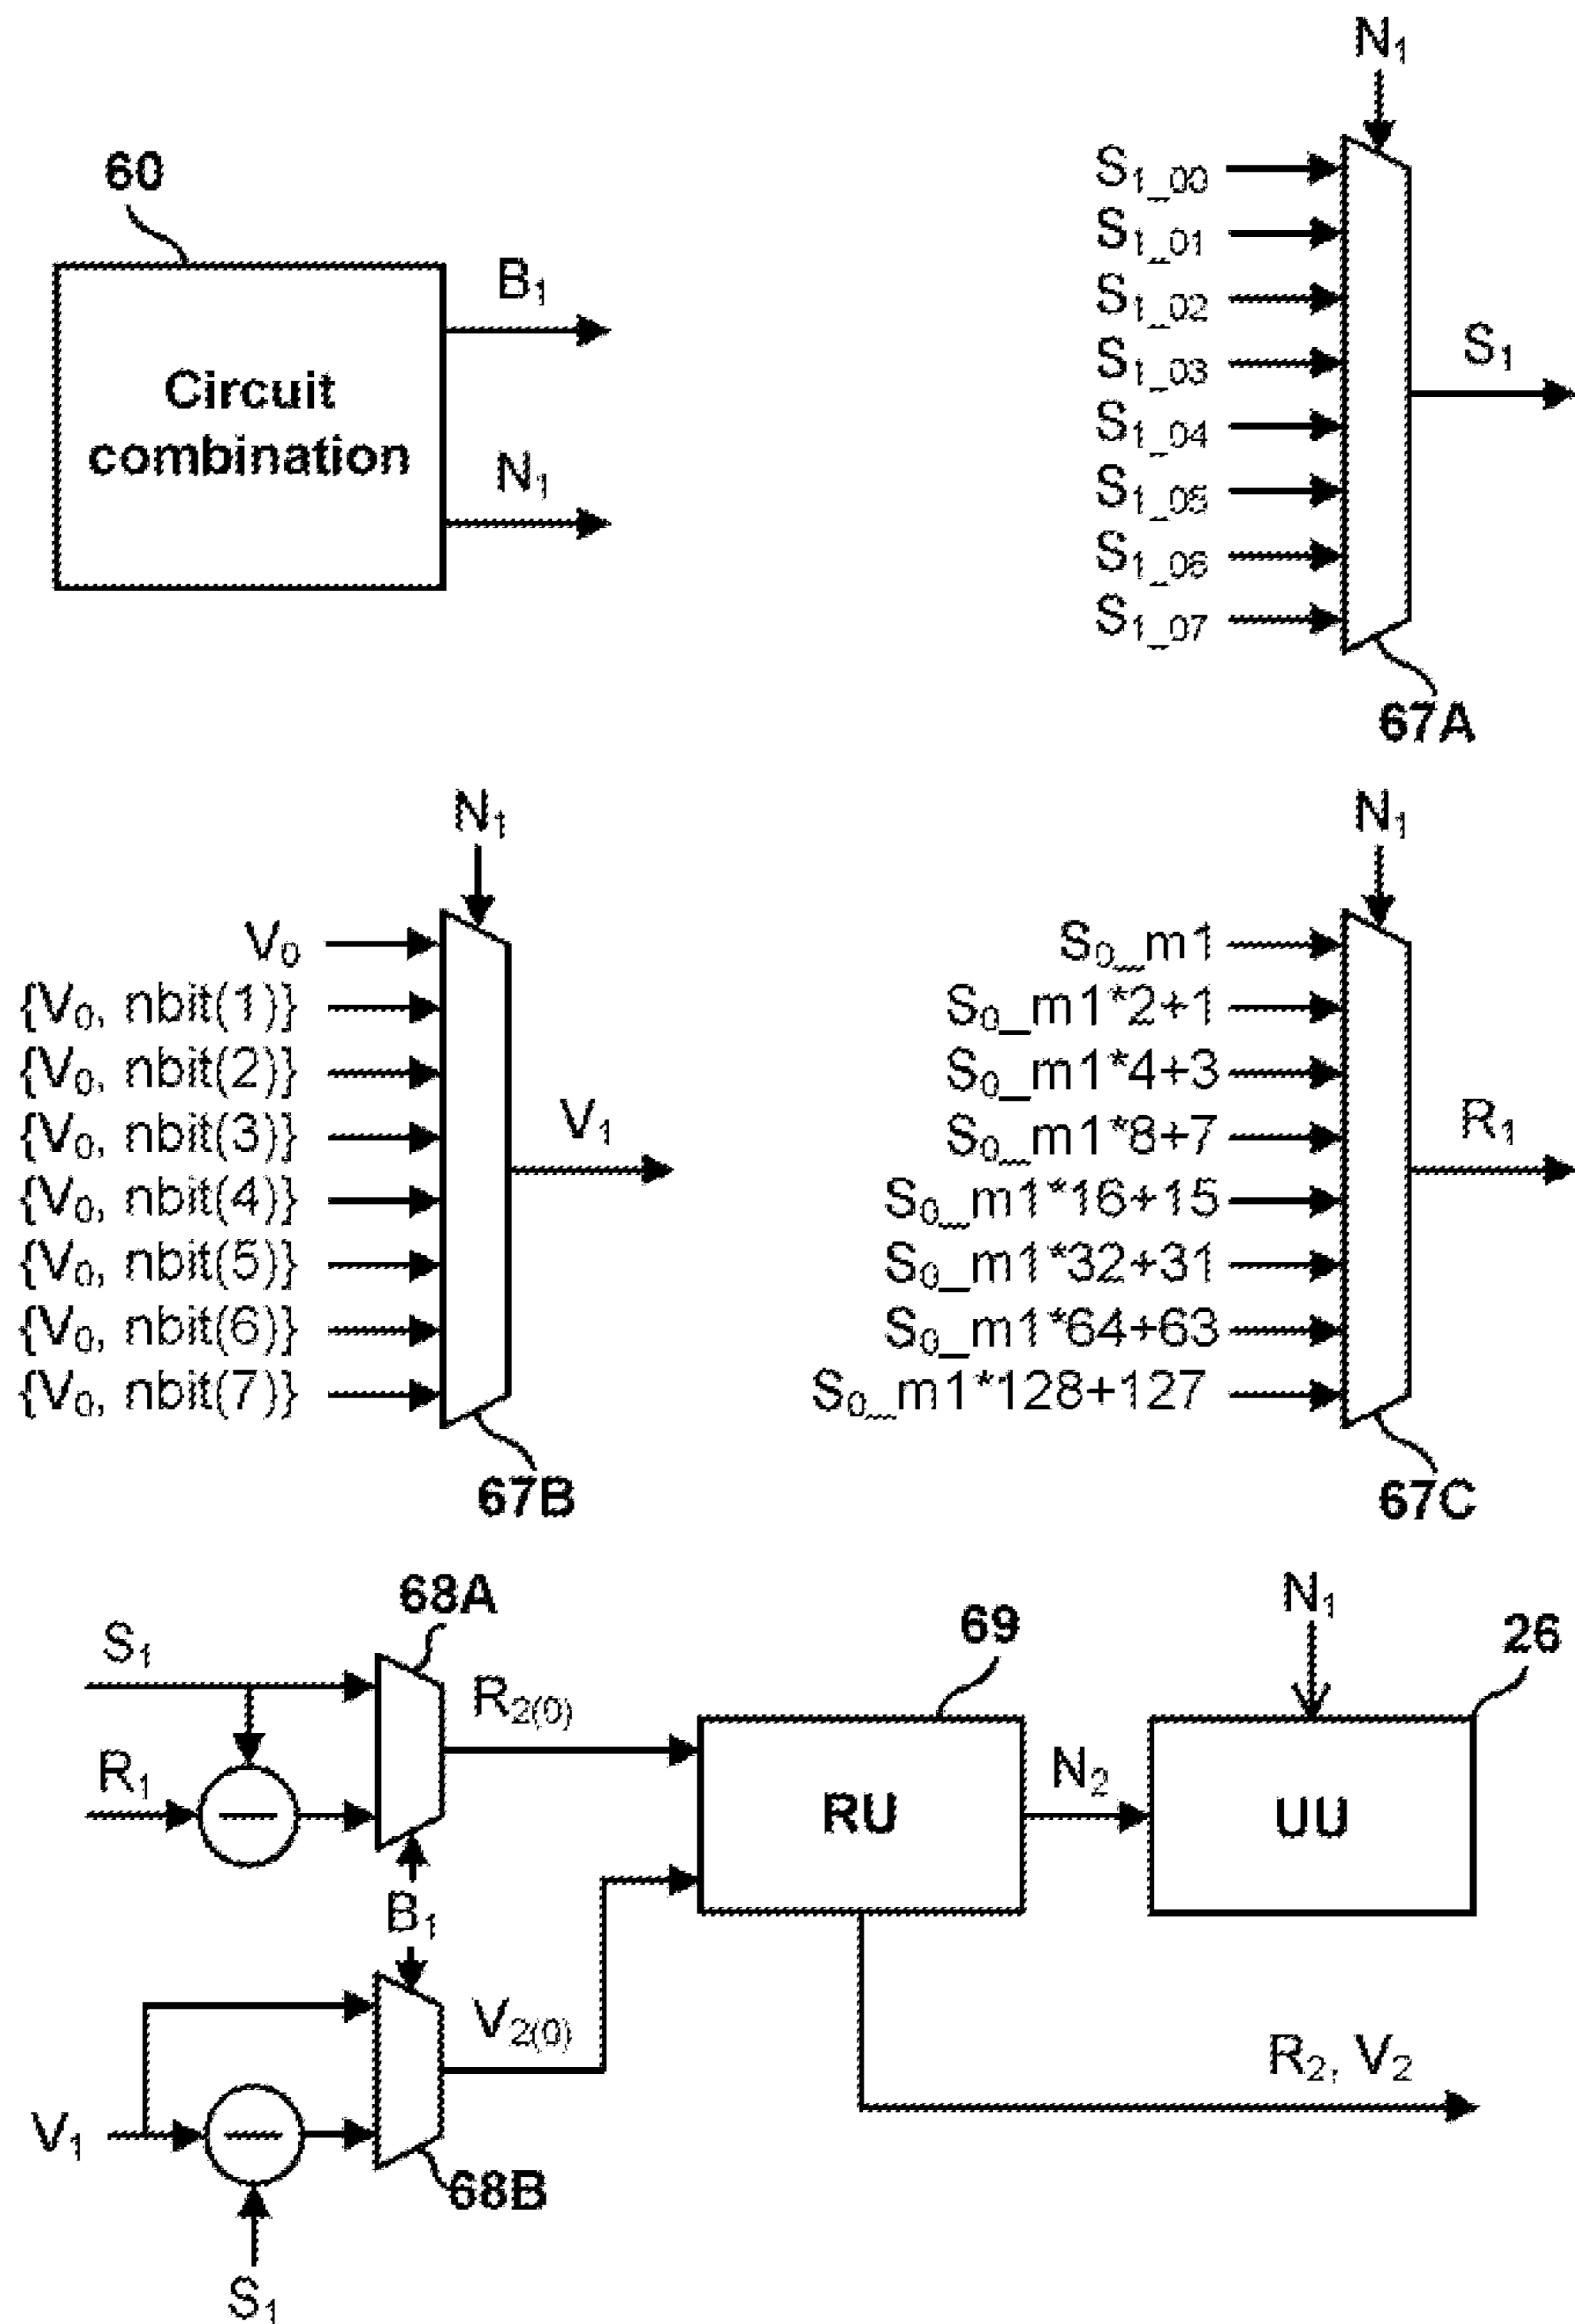 60
Circuit
combination
B₁
N₁
N₁
S₁_₀₀
S₁_₀₁
S₁_₀₂
S₁_₀₃
S₁_₀₄
S₁_₀₅
S₁_₀₆
S₁_₀₇
S₁
67A
N₁
V₀
{V₀, nbit(1)}
{V₀, nbit(2)}
{V₀, nbit(3)}
{V₀, nbit(4)}
{V₀, nbit(5)}
{V₀, nbit(6)}
{V₀, nbit(7)}
V₁
67B
N₁
S₀_m1
S₀_m1*2+1
S₀_m1*4+3
S₀_m1*8+7
S₀_m1*16+15
S₀_m1*32+31
S₀_m1*64+63
S₀_m1*128+127
R₁
67C
68A
S₁
R₁
R₂₍₀₎
B₁
V₁
S₁
V₂₍₀₎
68B
69
RU
N₂
N₁
26
UU
R₂, V₂